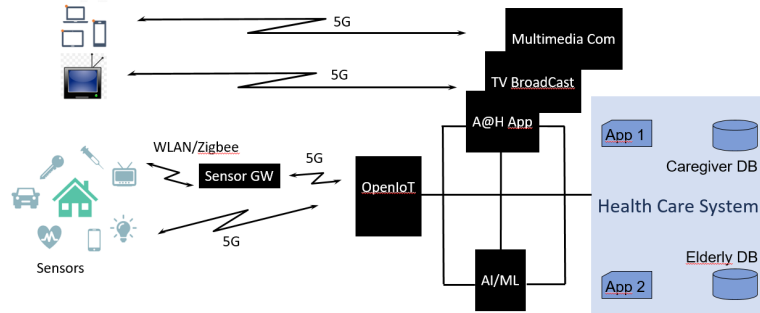 5G
Multimedia Com
5G
TV BroadCast
A@H App
WLAN/Zigbee
5G
Sensor GW
OpenIoT
5G
Sensors
AI/ML
App 1
Caregiver DB
Health Care System
Elderly DB
App 2